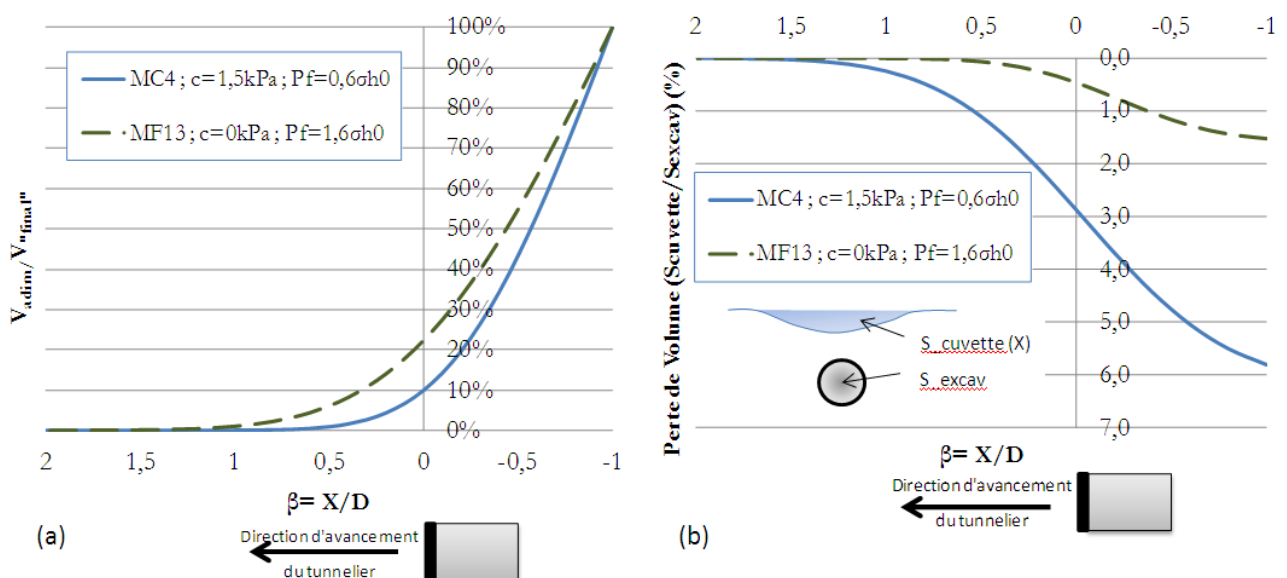 100%
90%
80%
70%
60%
50%
40%
30%
20%
10%
0%
MC4 ; c=1,5kPa ; Pf=0,6σh0
MF13 ; c=0kPa ; Pf=1,6σh0
Vadim/ V"final"
2 1,5 1 0,5 0 -0,5 -1
β= X/D
Direction d'avancement
du tunnelier
(a)
2 1,5 1 0,5 0 -0,5 -1
0,0
1,0
2,0
3,0
4,0
5,0
6,0
7,0
Perte de Volume (Scuvette/Sexcav) (%)
MC4 ; c=1,5kPa ; Pf=0,6σh0
MF13 ; c=0kPa ; Pf=1,6σh0
S_cuvette (X)
S_excav
β= X/D
Direction d'avancement
du tunnelier
(b)